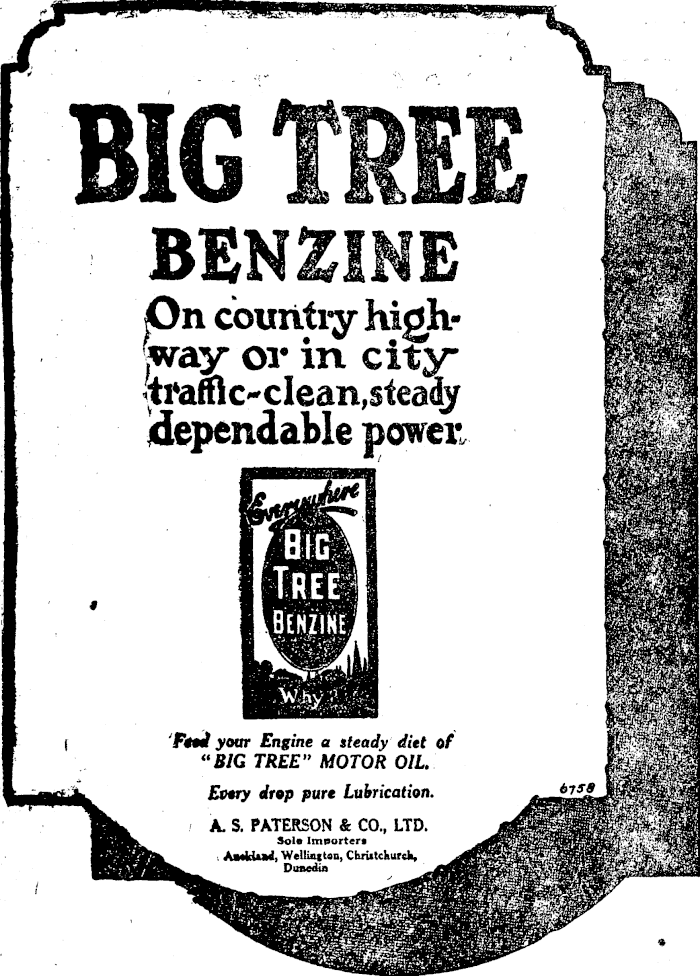 BIG TREE
BENZINE
On country high-
way or in city
traffic-clean, steady
dependable power.
Everywhere
BIG
TREE
BENZINE
Why
Feed your Engine a steady diet of
"BIG TREE" MOTOR OIL.
Every drop pure Lubrication.
6758
A. S. PATERSON & CO., LTD.
Sole Importers
Auckland, Wellington, Christchurch,
Dunedin